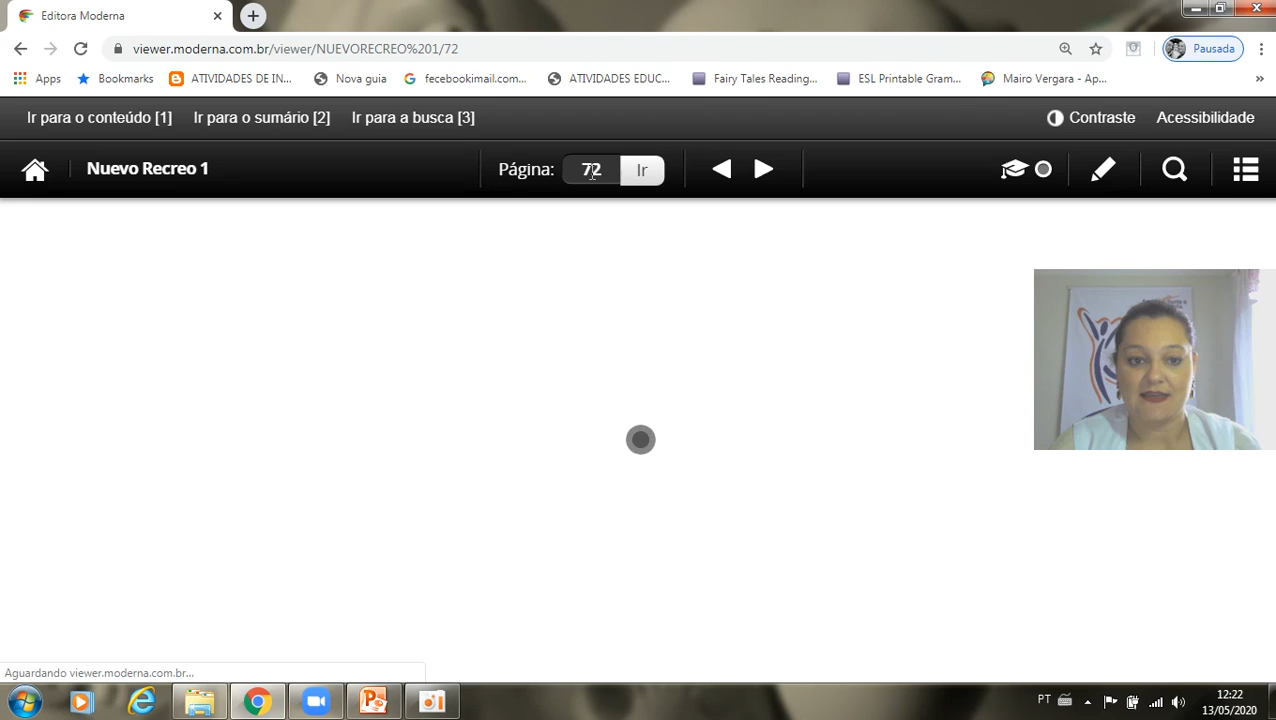 Editora Moderna
viewer.moderna.com.br/viewer/NUEVORECREO%201/72
Pausada
Apps
Bookmarks
ATIVIDADES DE IN...
Nova guia
fecebookimail.com...
ATIVIDADES EDUC...
Fairy Tales Reading...
ESL Printable Gram...
Mairo Vergara - Ap...
»
Ir para o conteúdo [1]
Ir para o sumário [2]
Ir para a busca [3]
Contraste
Acessibilidade
Nuevo Recreo 1
Página:
72
Ir
Aguardando viewer.moderna.com.br...
PT
12:22
13/05/2020